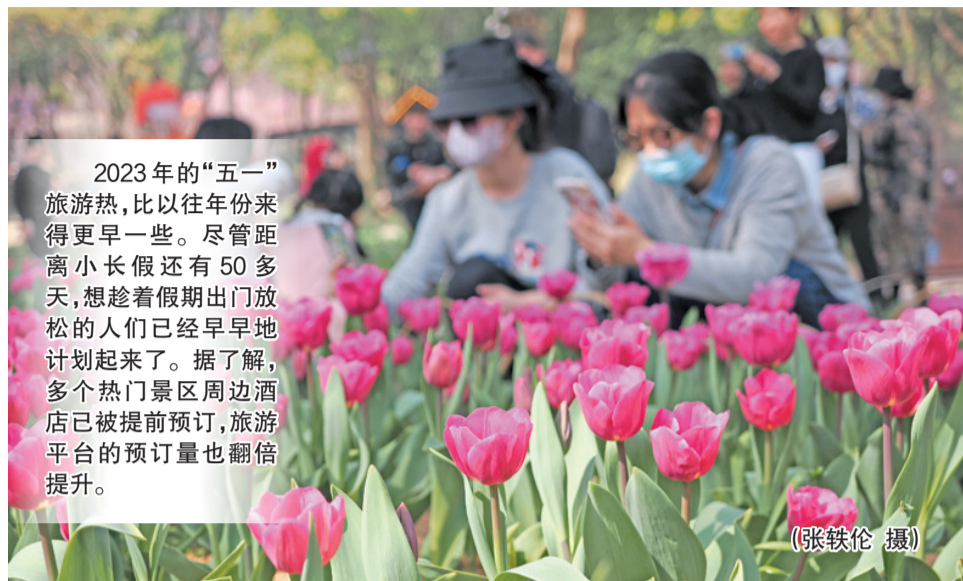 2023年的“五一”
旅游热,比以往年份来
得更早一些。尽管距
离小长假还有50多
天,想趁着假期出门放
松的人们已经早早地
计划起来了。据了解,
多个热门景区周边酒
店已被提前预订,旅游
平台的预订量也翻倍
提升。
(张轶伦 摄)